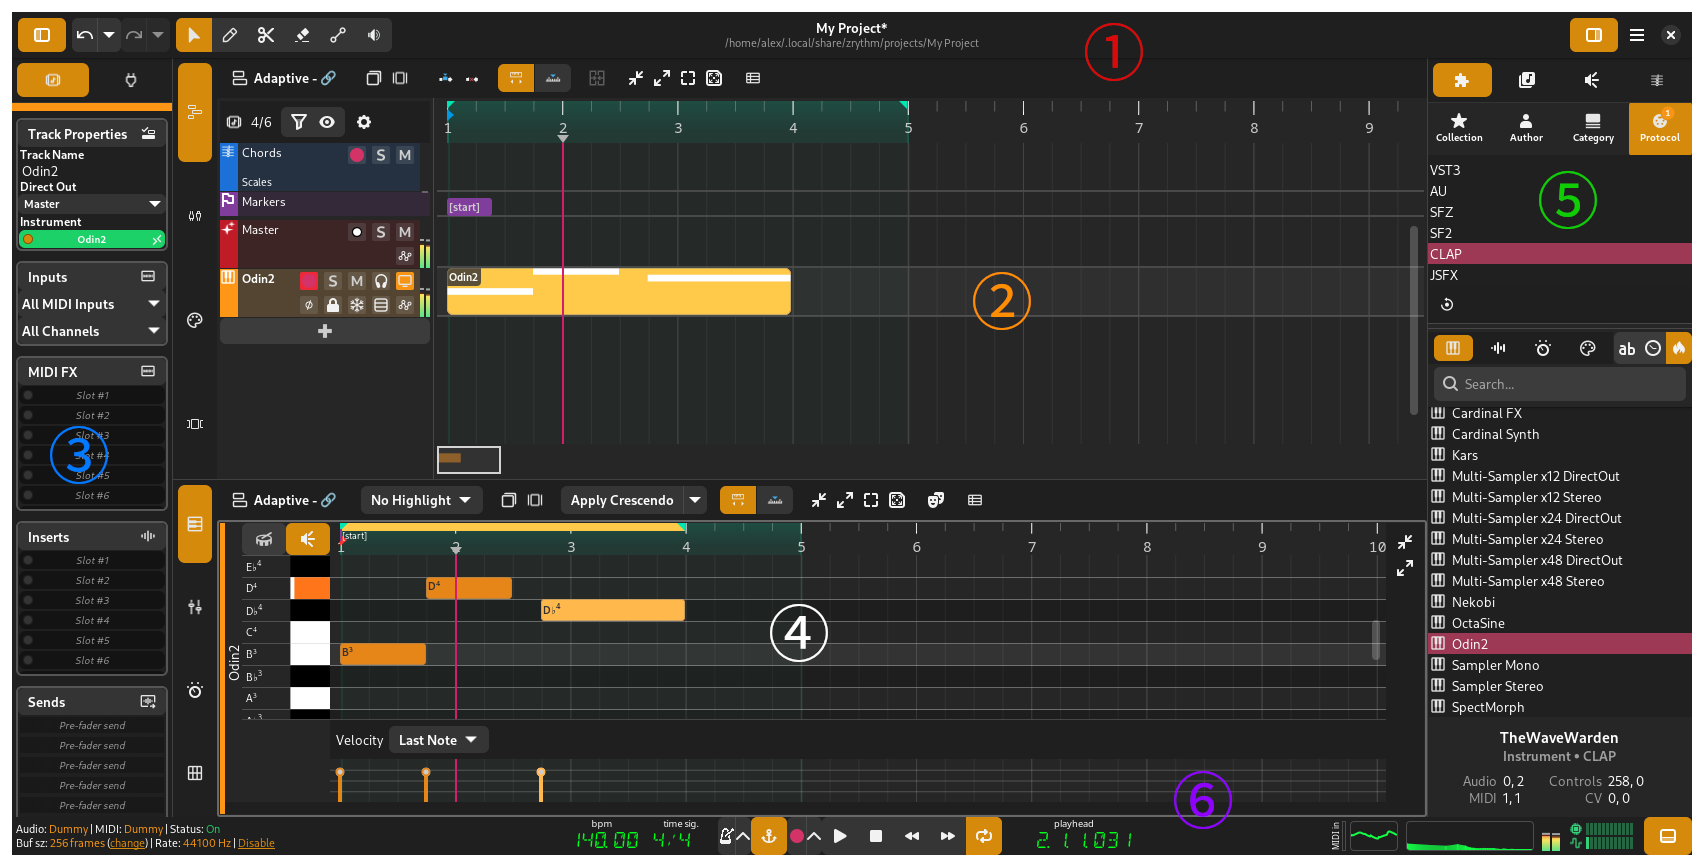 My Project*
/home/alex/.local/share/zrythm/projects/My Project
1
Track Properties
Track Name
Odin2
Direct Out
Master
Instrument
Odin2
Inputs
All MIDI Inputs
All Channels
MIDI FX
Slot #1
Slot #2
Slot #3
Slot #4
Slot #5
Slot #6
3
Inserts
Slot #1
Slot #2
Slot #3
Slot #4
Slot #5
Slot #6
Sends
Pre-fader send
Pre-fader send
Pre-fader send
Pre-fader send
Pre-fader send
Adaptive -
4/6
1 2 3 4 5 6 7 8 9
Chords S M
Scales
Markers
[start]
Master S M
Odin2 S M
Odin2
2
Adaptive -
No Highlight
Apply Crescendo
[start]
1 2 3 4 5 6 7 8 9 10
Odin2
E♭4
D4
D♭4
C4
B3
B♭3
A3
D4
D♭4
B3
4
Velocity Last Note
6
Collection Author Category Protocol
1
VST3
AU
SFZ
SF2
CLAP
JSFX
5
ab
Search...
Cardinal FX
Cardinal Synth
Kars
Multi-Sampler x12 DirectOut
Multi-Sampler x12 Stereo
Multi-Sampler x24 DirectOut
Multi-Sampler x24 Stereo
Multi-Sampler x48 DirectOut
Multi-Sampler x48 Stereo
Nekobi
OctaSine
Odin2
Sampler Mono
Sampler Stereo
SpectMorph
TheWaveWarden
Instrument • CLAP
Audio 0, 2 Controls 258, 0
MIDI 1, 1 CV 0, 0
Audio: Dummy | MIDI: Dummy | Status: On
Buf sz: 256 frames (change) | Rate: 44100 Hz | Disable
bpm
140.00
time sig.
4/4
playhead
2.1.1.031
MIDI in